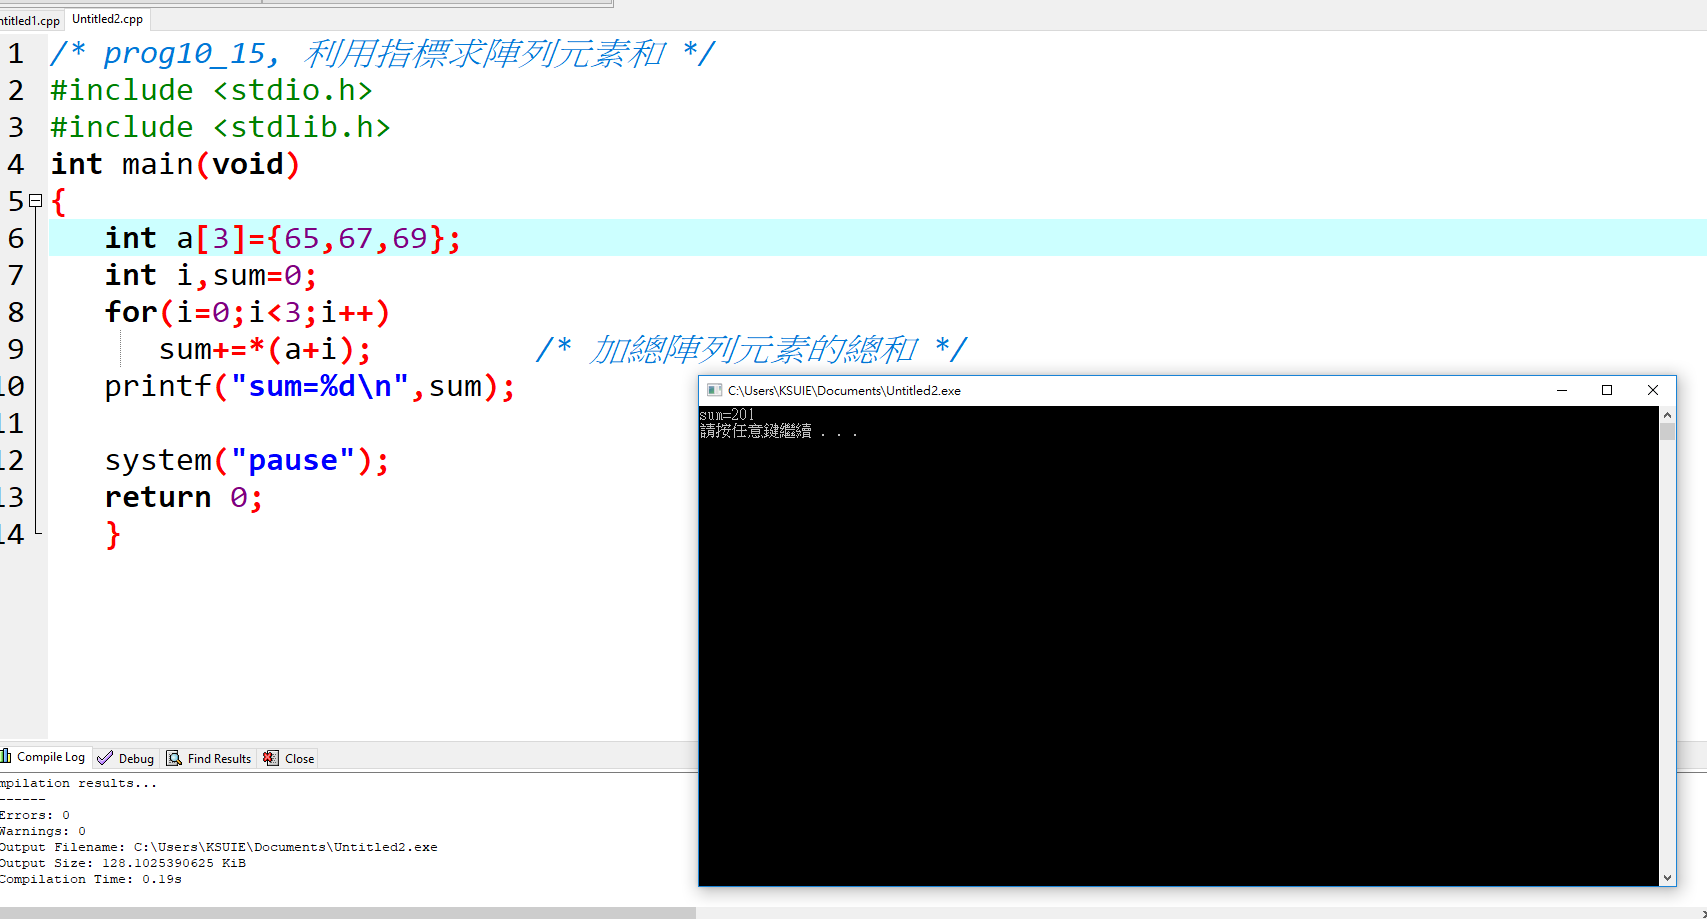 ntitled1.cpp Untitled2.cpp
1 /* prog10_15, 利用指標求陣列元素和 */
2 #include <stdio.h>
3 #include <stdlib.h>
4 int main(void)
5 {
6 int a[3]={65,67,69};
7 int i,sum=0;
8 for(i=0;i<3;i++)
9 sum+=*(a+i); /* 加總陣列元素的總和 */
10 printf("sum=%d\n",sum);
11
12 system("pause");
13 return 0;
14 }
C:\Users\KSUIE\Documents\Untitled2.exe
sum=201
請按任意鍵繼續 . . .
Compile Log Debug Find Results Close
mpilation results...
------
Errors: 0
Warnings: 0
Output Filename: C:\Users\KSUIE\Documents\Untitled2.exe
Output Size: 128.1025390625 KiB
Compilation Time: 0.19s